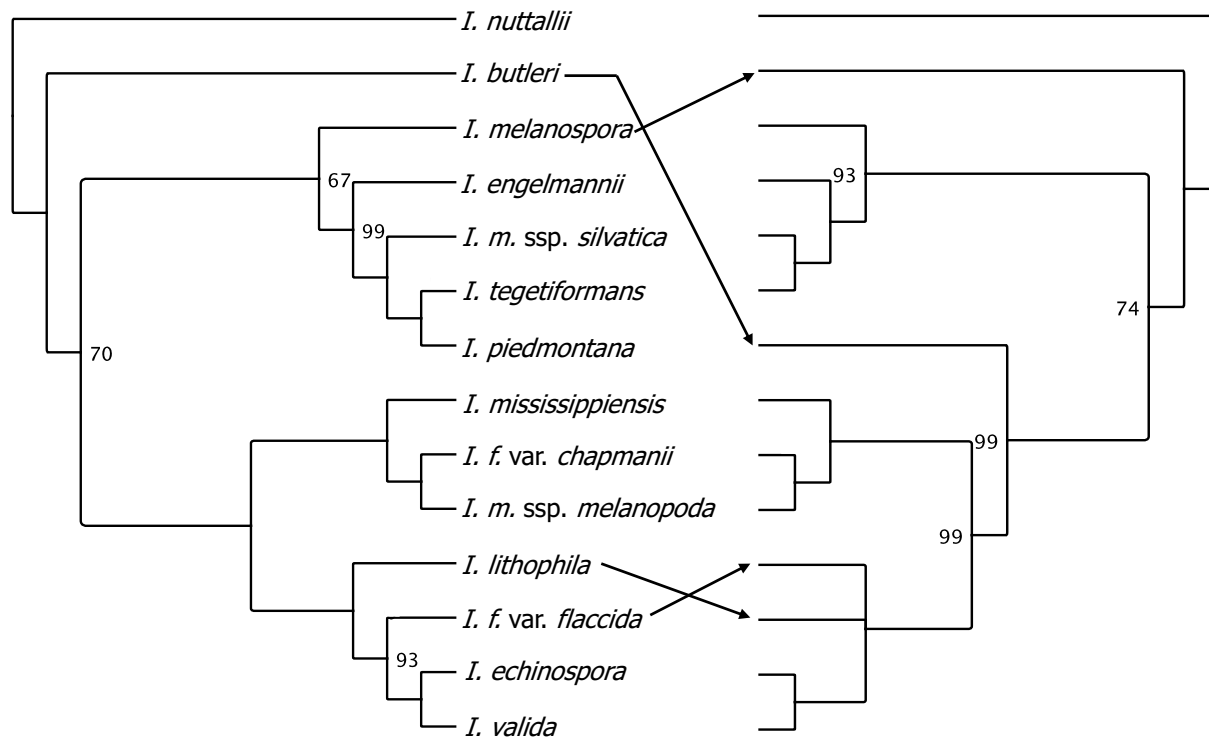 I. nuttallii
I. butleri
I. melanospora
67
I. engelmannii
93
99
I. m. ssp. silvatica
I. tegetiformans
74
I. piedmontana
70
I. mississippiensis
99
I. f. var. chapmanii
I. m. ssp. melanopoda
99
I. lithophila
I. f. var. flaccida
93
I. echinospora
I. valida